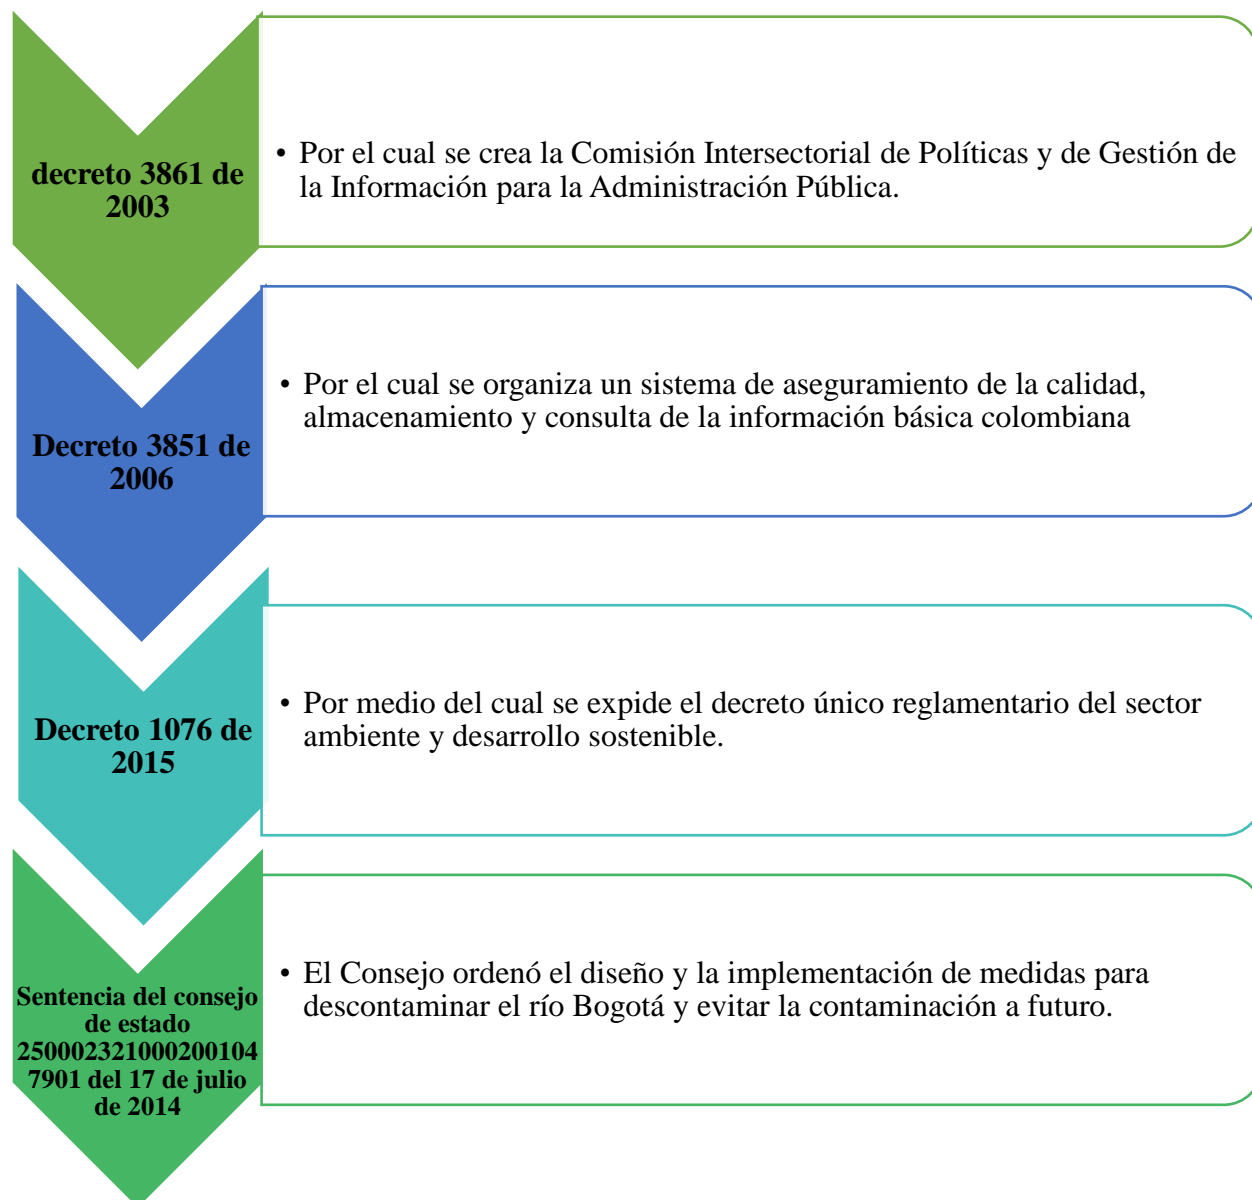 decreto 3861 de
2003
• Por el cual se crea la Comisión Intersectorial de Políticas y de Gestión de
la Información para la Administración Pública.
Decreto 3851 de
2006
• Por el cual se organiza un sistema de aseguramiento de la calidad,
almacenamiento y consulta de la información básica colombiana
Decreto 1076 de
2015
• Por medio del cual se expide el decreto único reglamentario del sector
ambiente y desarrollo sostenible.
Sentencia del consejo
de estado
250002321000200104
7901 del 17 de julio
de 2014
• El Consejo ordenó el diseño y la implementación de medidas para
descontaminar el río Bogotá y evitar la contaminación a futuro.